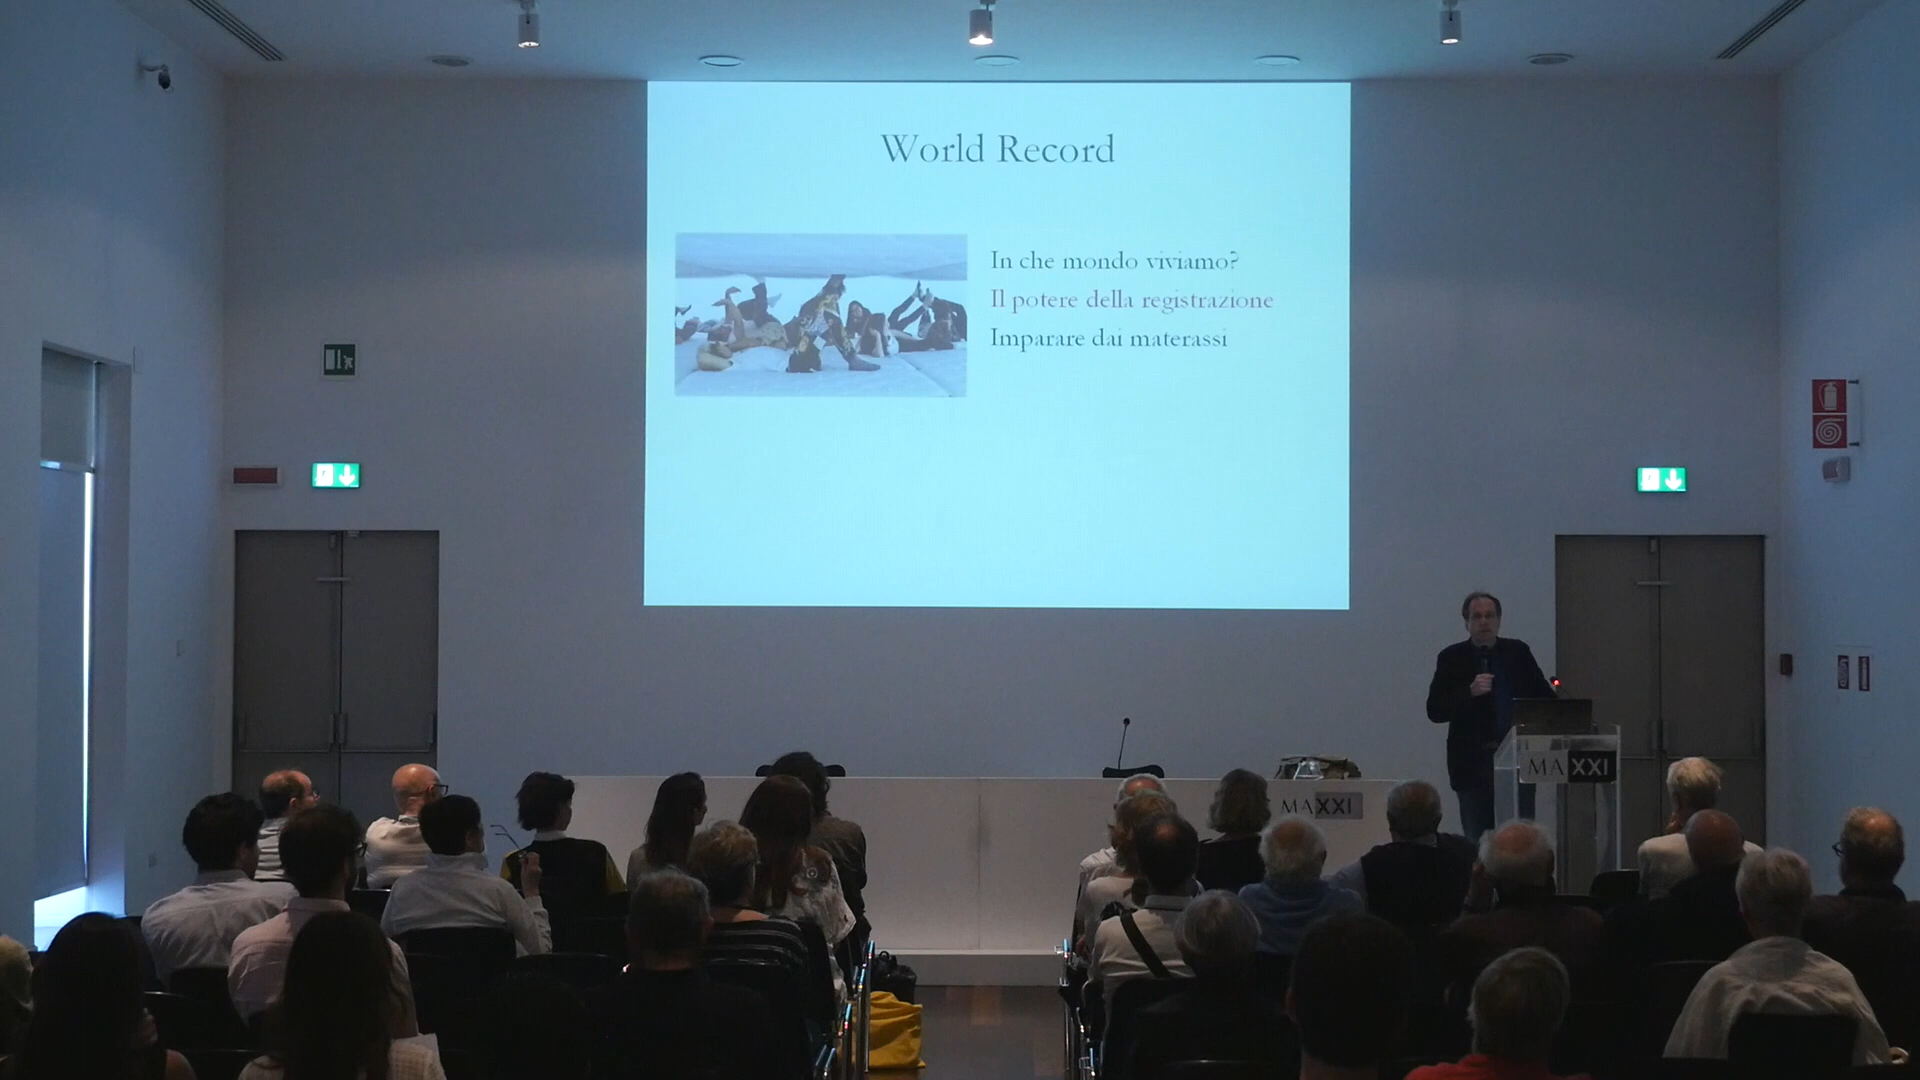 World Record
In che mondo viviamo?
Il potere della registrazione
Imparare dai materassi
MAXXI
MAXXI